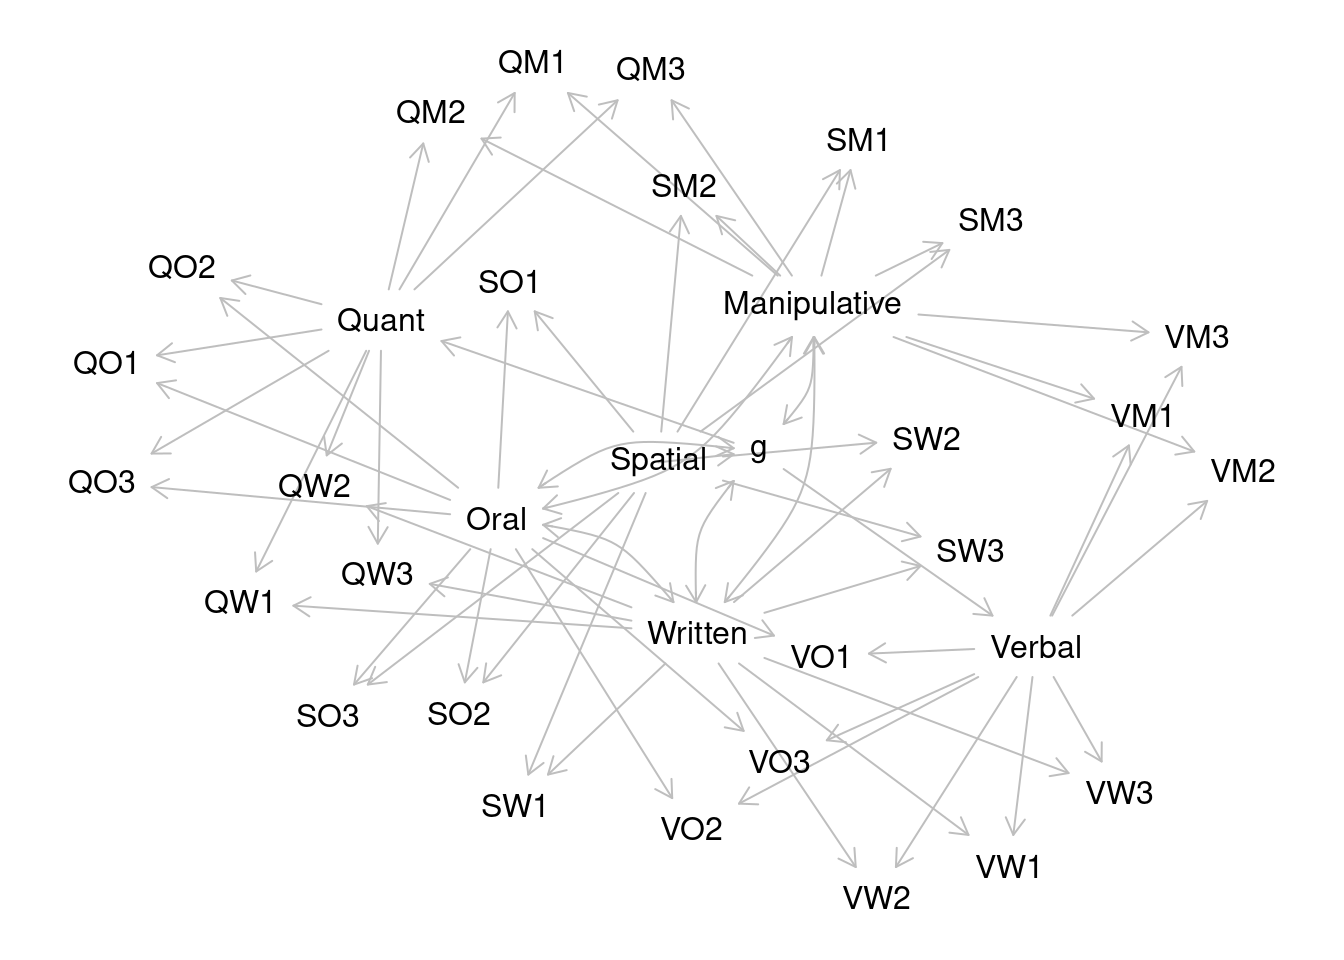 QM1
QM3
QM2
SM1
SM2
SM3
QO2
SO1
Manipulative
Quant
VM3
QO1
VM1
SW2
g
Spatial
VM2
QO3
QW2
Oral
SW3
QW3
QW1
Written
Verbal
VO1
SO3
SO2
VO3
VW3
SW1
VO2
VW1
VW2